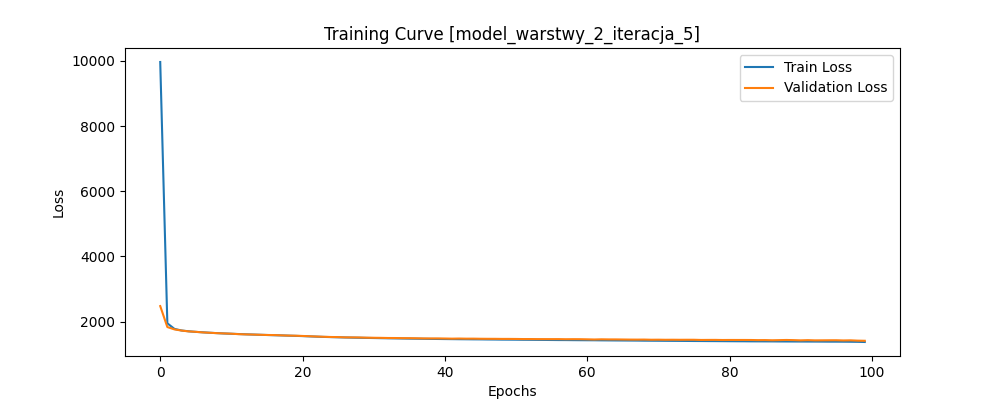 Training Curve [model_warstwy_2_iteracja_5]
Train Loss
Validation Loss
10000
8000
6000
4000
2000
Loss
0
20
40
60
80
100
Epochs